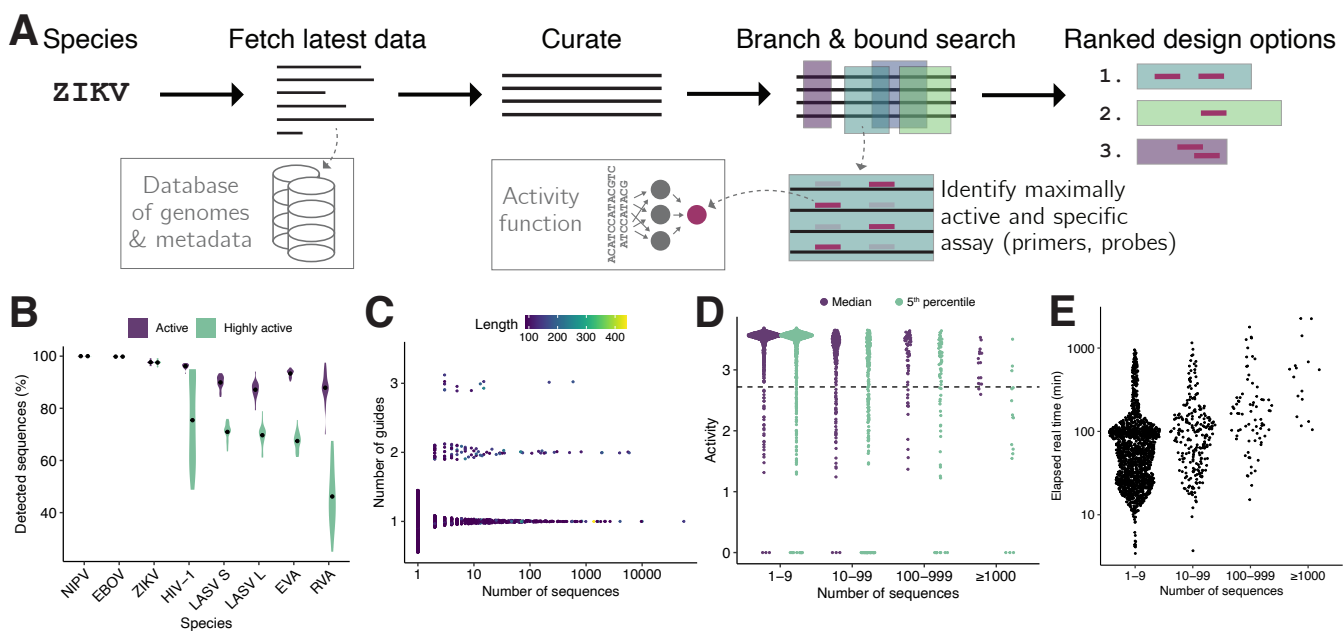 A
Species
Fetch latest data
Curate
Branch & bound search
Ranked design options
ZIKV
1.
2.
3.
Database
of genomes
& metadata
Activity
function
ACATCCATACGTC
ATCCATACG
Identify maximally
active and specific
assay (primers, probes)
B
Active
Highly active
Detected sequences (%)
100
80
60
40
NIPV
EBOV
ZIKV
HIV−1
LASV S
LASV L
EVA
RVA
Species
C
Length
100 200 300 400
Number of guides
3
2
1
1
10
100
1000
10000
Number of sequences
D
Median
5th percentile
Activity
3
2
1
0
1−9
10−99
100−999
≥1000
Number of sequences
E
Elapsed real time (min)
1000
100
10
1−9
10−99
100−999
≥1000
Number of sequences